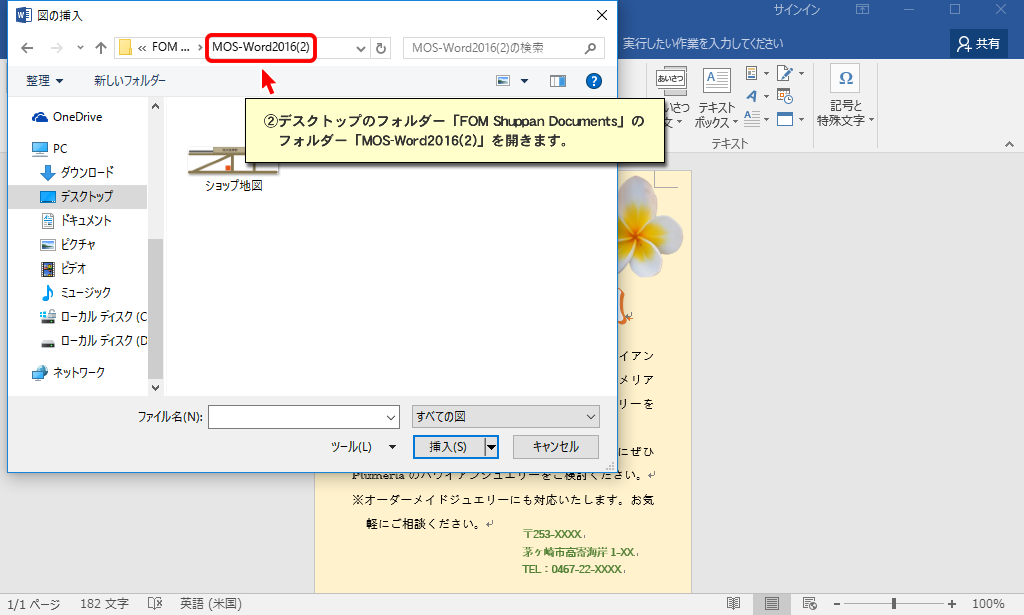 図の挿入
サインイン
« FOM ... › MOS-Word2016(2)
MOS-Word2016(2)の検索
実行したい作業を入力してください
共有
整理
新しいフォルダー
あいさつ
いさつ
文
テキスト
ボックス
記号と
特殊文字
テキスト
②デスクトップのフォルダー「FOM Shuppan Documents」の
フォルダー「MOS-Word2016(2)」を開きます。
OneDrive
PC
ダウンロード
デスクトップ
ドキュメント
ピクチャ
ビデオ
ミュージック
ローカル ディスク (C
ローカル ディスク (D
ネットワーク
ショップ地図
ファイル名(N):
すべての図
ツール(L)
挿入(S)
キャンセル
イアン
メリア
リーを
にぜひ
Plumeria のハワイアンジュエリーをご検討ください。
※オーダーメイドジュエリーにも対応いたします。お気
軽にご相談ください。
〒253-XXXX
茅ヶ崎市高寄海岸 1-XX
TEL：0467-22-XXXX
1/1 ページ
182 文字
英語 (米国)
100%